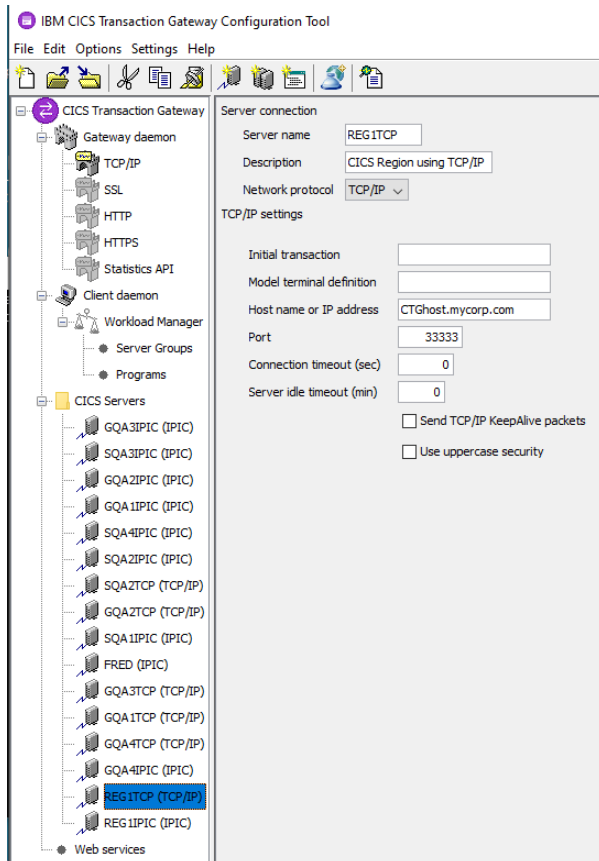 IBM CICS Transaction Gateway Configuration Tool
File Edit Options Settings Help
CICS Transaction Gateway
Gateway daemon
TCP/IP
SSL
HTTP
HTTPS
Statistics API
Client daemon
Workload Manager
Server Groups
Programs
CICS Servers
GQA3IPIC (IPIC)
SQA3IPIC (IPIC)
GQA2IPIC (IPIC)
GQA1IPIC (IPIC)
SQA4IPIC (IPIC)
SQA2IPIC (IPIC)
SQA2TCP (TCP/IP)
GQA2TCP (TCP/IP)
SQA1IPIC (IPIC)
FRED (IPIC)
GQA3TCP (TCP/IP)
GQA1TCP (TCP/IP)
GQA4TCP (TCP/IP)
GQA4IPIC (IPIC)
REG1TCP (TCP/IP)
REG1IPIC (IPIC)
Web services
Server connection
Server name REG1TCP
Description CICS Region using TCP/IP
Network protocol TCP/IP
TCP/IP settings
Initial transaction
Model terminal definition
Host name or IP address CTGhost.mycorp.com
Port 33333
Connection timeout (sec) 0
Server idle timeout (min) 0
Send TCP/IP KeepAlive packets
Use uppercase security